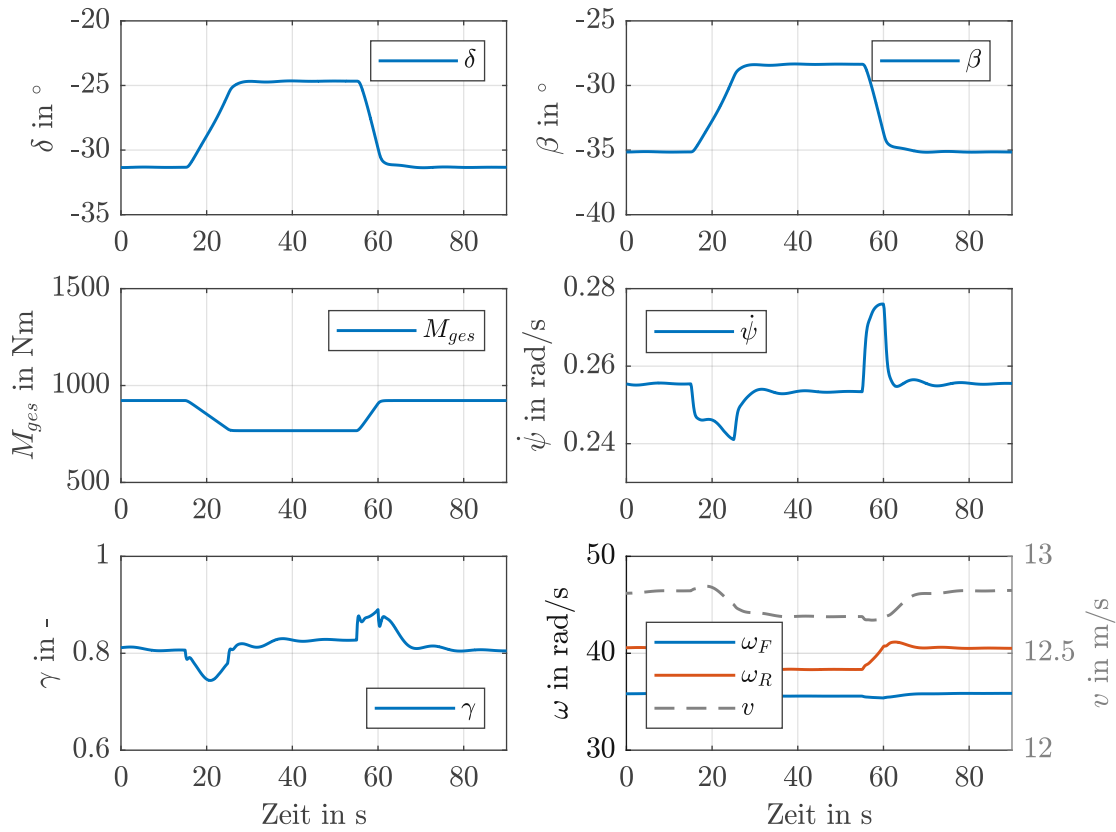 -20
-25
-30
-35
δ in °
δ
0 20 40 60 80
-25
-30
-35
-40
β in °
β
0 20 40 60 80
1500
1000
500
M_ges in Nm
M_ges
0 20 40 60 80
0.28
0.26
0.24
ψ̇ in rad/s
ψ̇
0 20 40 60 80
1
0.8
0.6
γ in -
γ
0 20 40 60 80
Zeit in s
50
40
30
ω in rad/s
ω_F
ω_R
v
13
12.5
12
v in m/s
0 20 40 60 80
Zeit in s